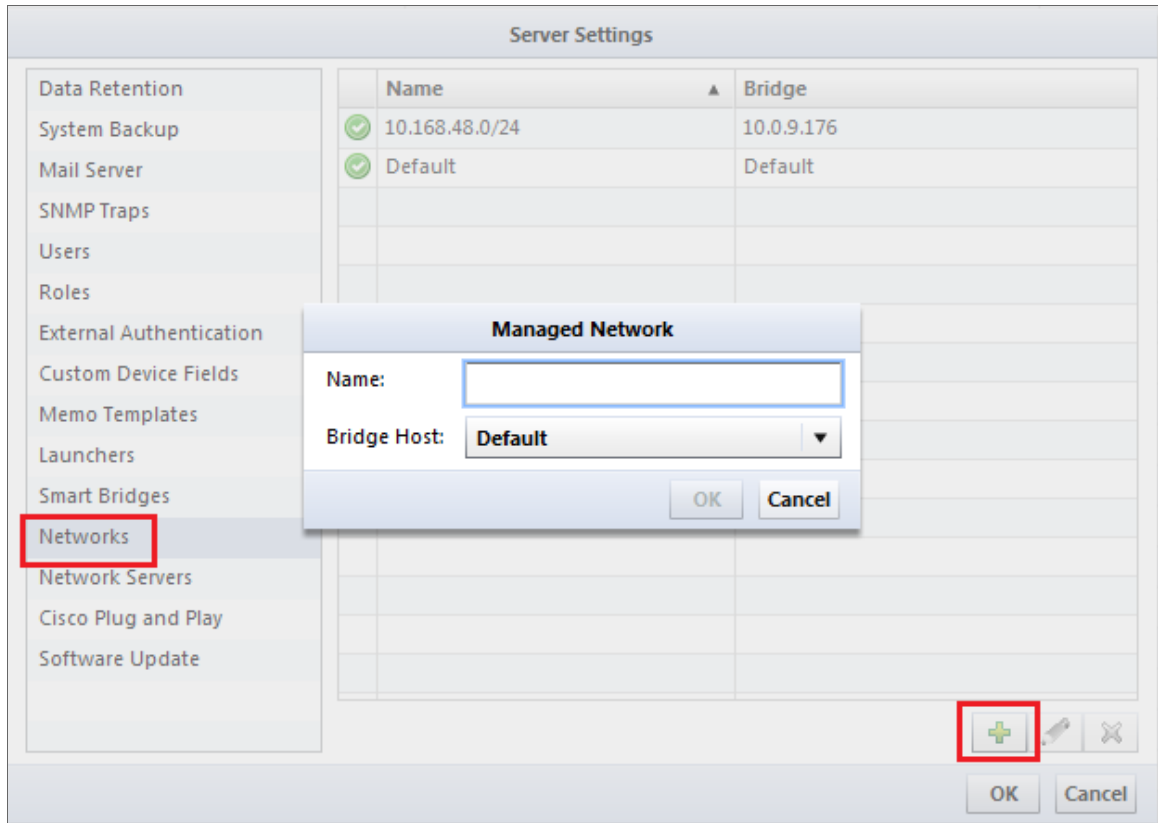 Server Settings
Data Retention
System Backup
Mail Server
SNMP Traps
Users
Roles
External Authentication
Custom Device Fields
Memo Templates
Launchers
Smart Bridges
Networks
Network Servers
Cisco Plug and Play
Software Update
Name Bridge
10.168.48.0/24 10.0.9.176
Default Default
Managed Network
Name:
Bridge Host: Default
OK Cancel
OK Cancel